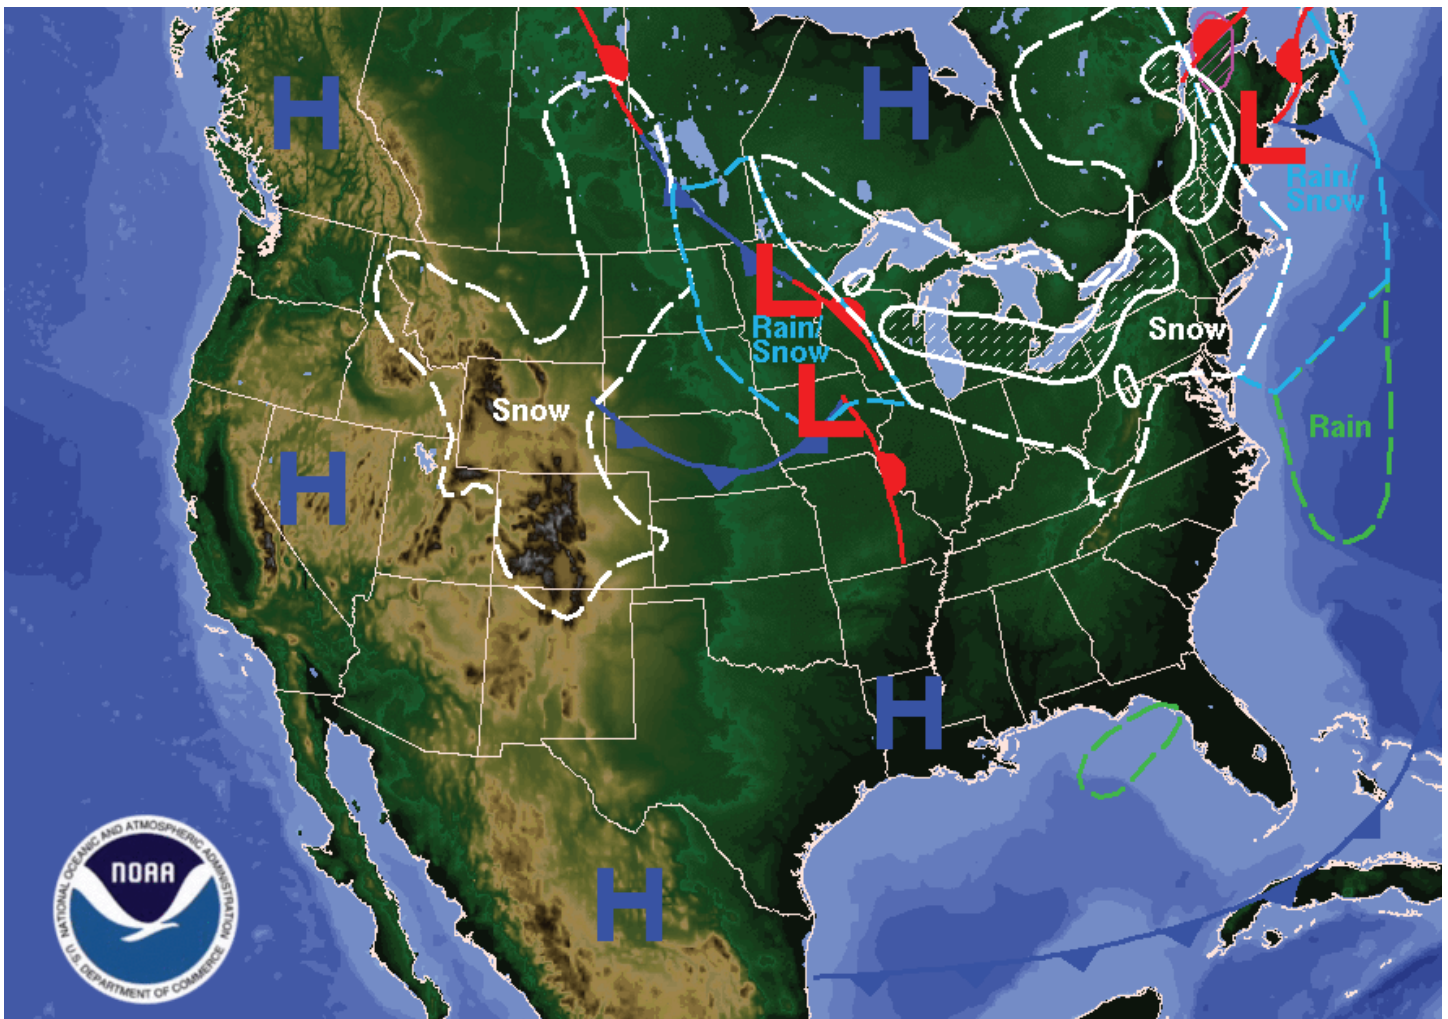 H
H
L
Rain/
Snow
L
Rain/
Snow
Snow
L
Snow
Rain
H
H
H
NATIONAL OCEANIC AND ATMOSPHERIC ADMINISTRATION
NOAA
U.S. DEPARTMENT OF COMMERCE